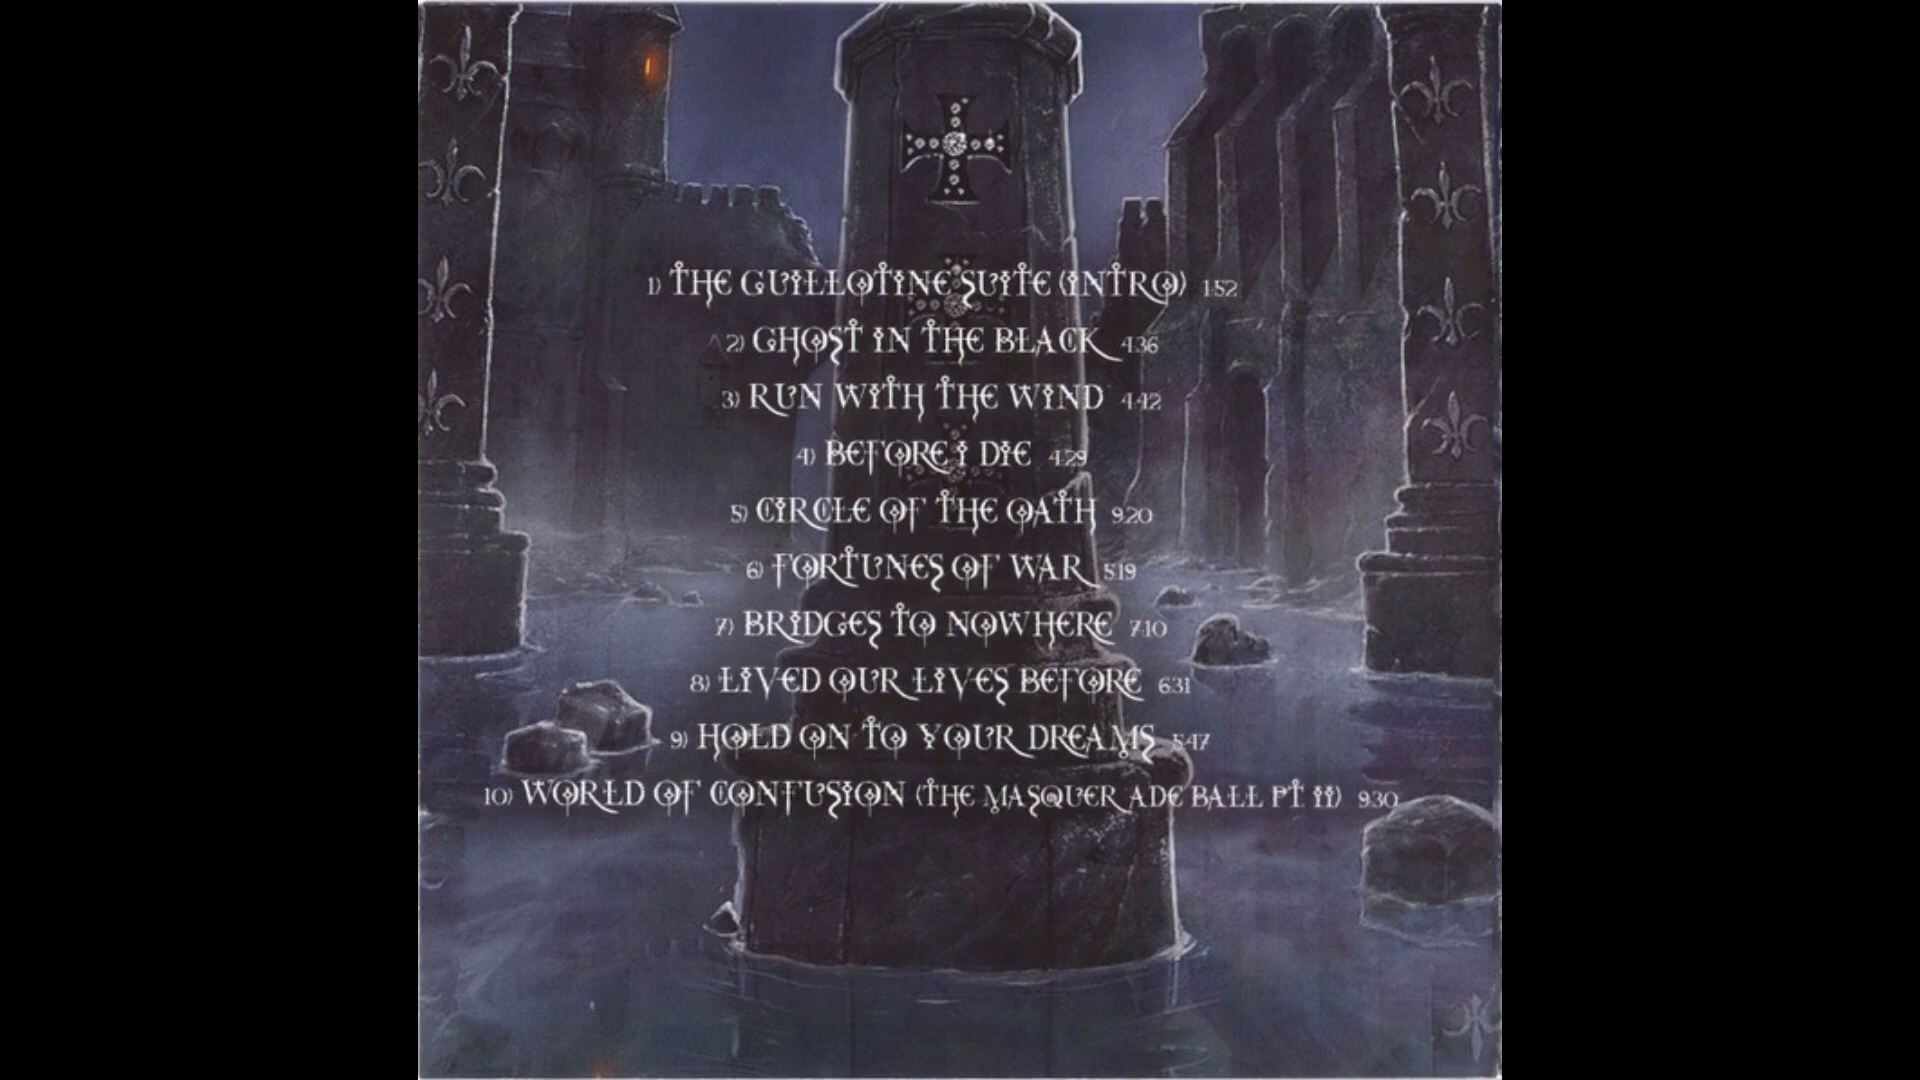 1) THE GUILLOTINE SUITE (INTRO) 1:52
2) GHOST IN THE BLACK 4:36
3) RUN WITH THE WIND 4:42
4) BEFORE I DIE 4:29
5) CIRCLE OF THE OATH 9:20
6) FORTUNES OF WAR 5:19
7) BRIDGES TO NOWHERE 7:10
8) LIVED OUR LIVES BEFORE 6:31
9) HOLD ON TO YOUR DREAMS 5:47
10) WORLD OF CONFUSION (THE MASQUERADE BALL PT. II) 9:30